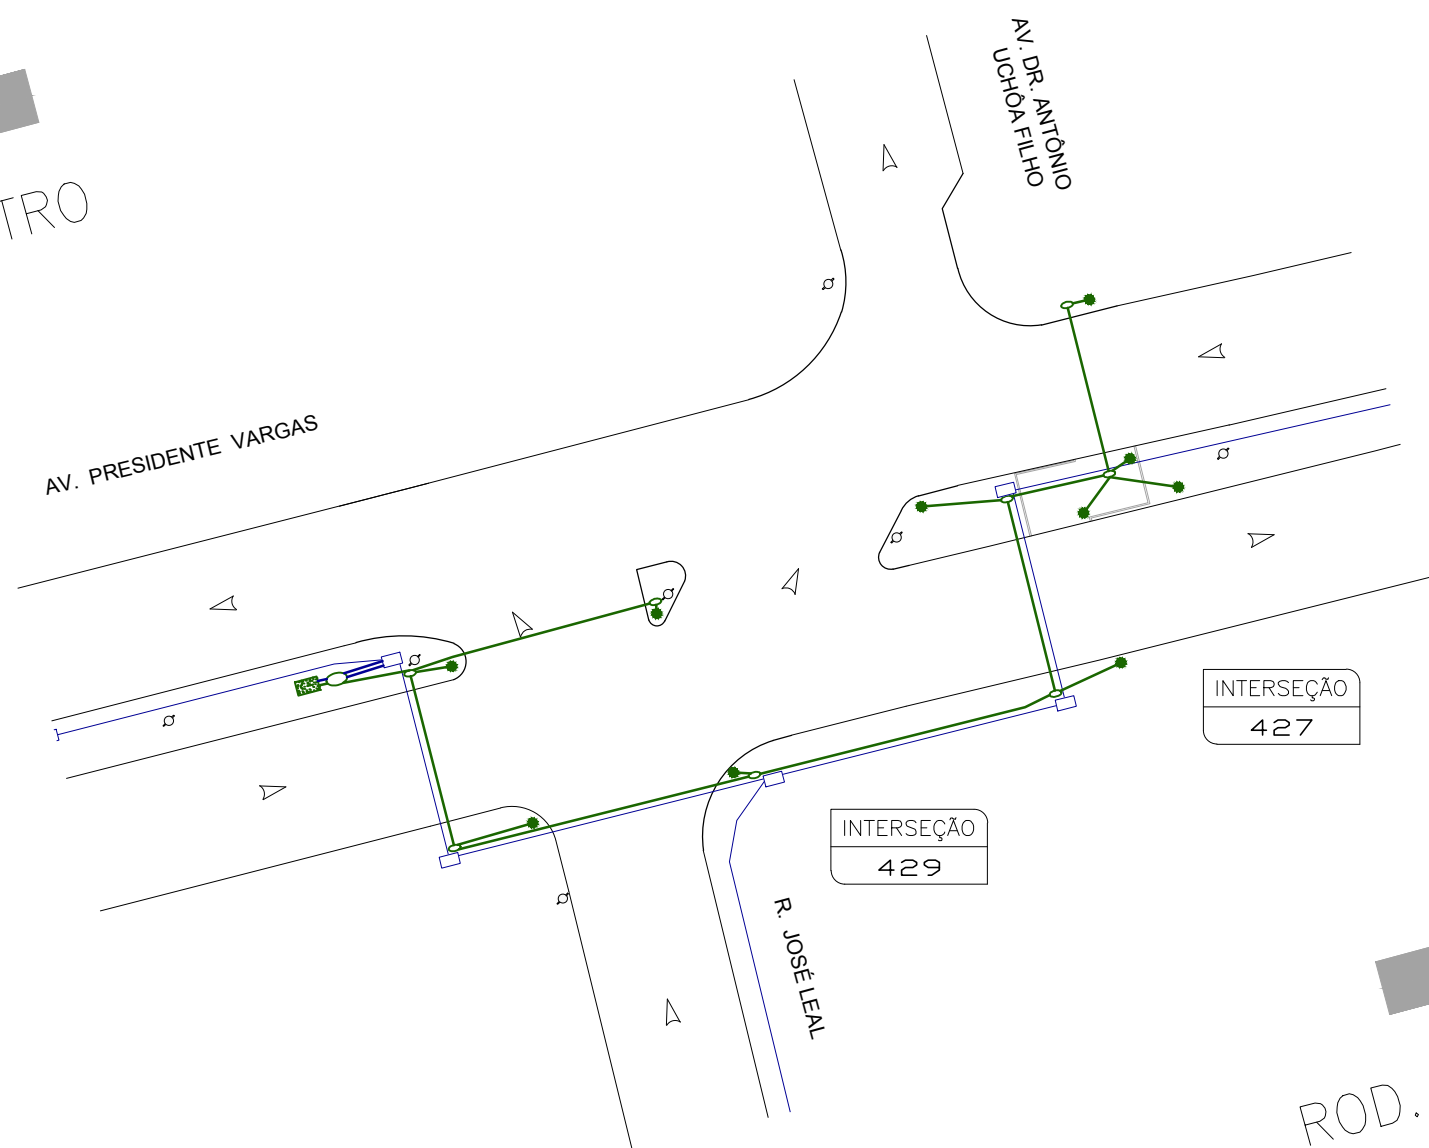 AV. DR. ANTÔNIO
UCHÔA FILHO
TRO
AV. PRESIDENTE VARGAS
INTERSEÇÃO
427
INTERSEÇÃO
429
R. JOSÉ LEAL
ROD.